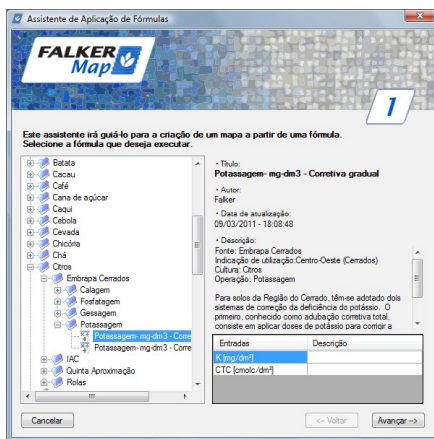 Assistente de Aplicação de Fórmulas
FALKER
Map
1
Este assistente irá guiá-lo para a criação de um mapa a partir de uma fórmula.
Selecione a fórmula que deseja executar.
Batata
Cacau
Café
Cana de açúcar
Caqui
Cebola
Cevada
Chicória
Chá
Citros
Embrapa Cerrados
Calagem
Fosfatagem
Gessagem
Potassagem
Potassagem- mg-dm3 - Corre
Potassagem- mg-dm3 - Corre
IAC
Quinta Aproximação
Rolas
• Título:
Potassagem- mg-dm3 - Corretiva gradual
• Autor:
Falker
• Data de atualização:
09/03/2011 - 18:08:48
• Descrição:
Fonte: Embrapa Cerrados
Indicação de utilização:Centro-Oeste (Cerrados)
Cultura: Citros
Operação: Potassagem
Para solos da Região do Cerrado, têm-se adotado dois
sistemas de correção da deficiência do potássio. O
primeiro, conhecido como adubação corretiva total,
consiste em aplicar doses de potássio para corrigir a
Entradas Descrição
K [mg/dm³]
CTC [cmolc/dm³]
Cancelar
<-- Voltar
Avançar -->